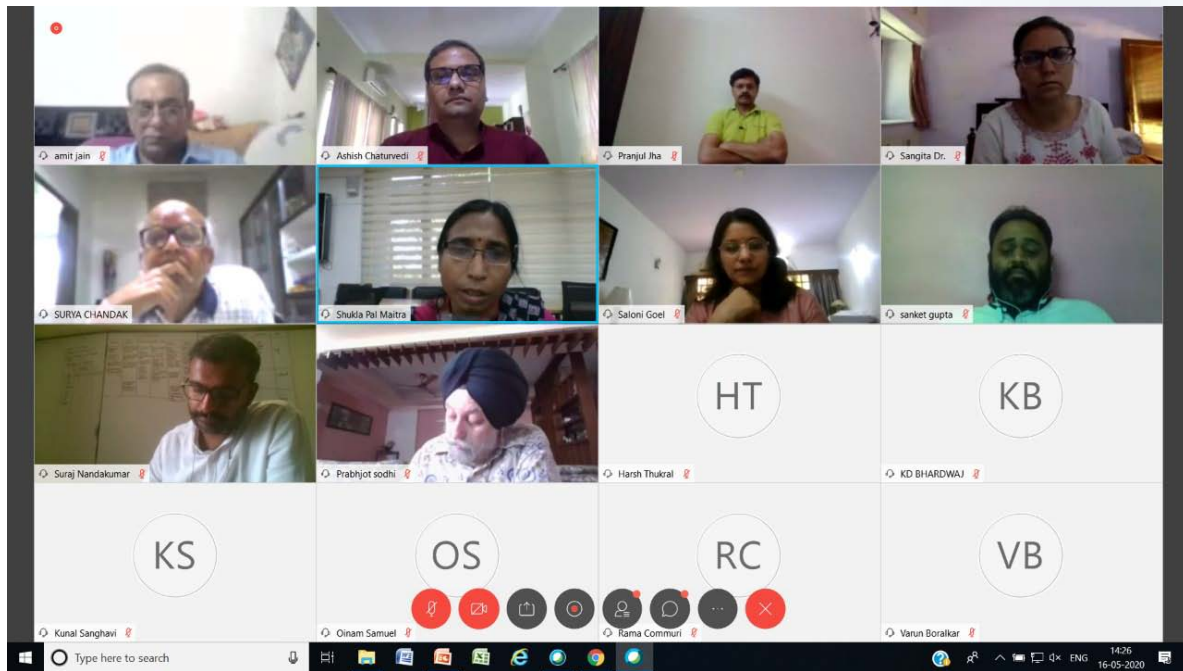 amit jain
Ashish Chaturvedi
Pranjul Jha
Sangita Dr.
SURYA CHANDAK
Shukla Pal Maitra
Saloni Goel
sanket gupta
Suraj Nandakumar
Prabhjot sodhi
HT
Harsh Thukral
KB
KD BHARDWAJ
KS
Kunal Sanghavi
OS
Oinam Samuel
RC
Rama Commuri
VB
Varun Boralkar
Type here to search
ENG
14:26
16-05-2020